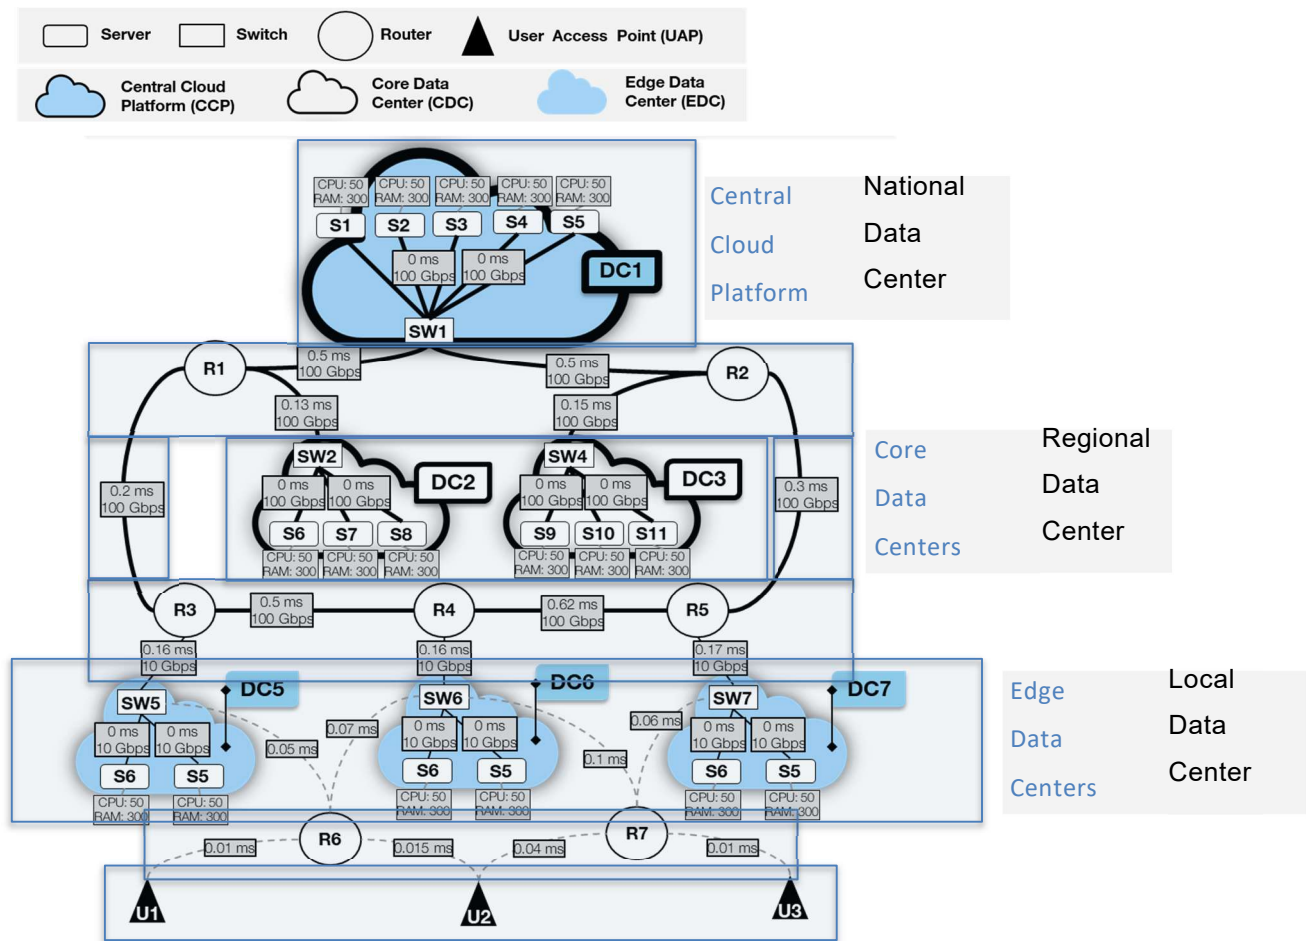 Server
Switch
Router
User Access Point (UAP)
Central Cloud
Platform (CCP)
Core Data
Center (CDC)
Edge Data
Center (EDC)
CPU: 50
RAM: 300
CPU: 50
RAM: 300
CPU: 50
RAM: 300
CPU: 50
RAM: 300
CPU: 50
RAM: 300
S1
S2
S3
S4
S5
0 ms
100 Gbps
0 ms
100 Gbps
DC1
SW1
Central
Cloud
Platform
National
Data
Center
R1
0.5 ms
100 Gbps
0.5 ms
100 Gbps
R2
0.13 ms
100 Gbps
0.15 ms
100 Gbps
SW2
0 ms
100 Gbps
0 ms
100 Gbps
DC2
S6
S7
S8
CPU: 50
RAM: 300
CPU: 50
RAM: 300
CPU: 50
RAM: 300
SW4
0 ms
100 Gbps
0 ms
100 Gbps
DC3
S9
S10
S11
CPU: 50
RAM: 300
CPU: 50
RAM: 300
CPU: 50
RAM: 300
0.2 ms
100 Gbps
0.3 ms
100 Gbps
Core
Data
Centers
Regional
Data
Center
R3
0.5 ms
100 Gbps
R4
0.62 ms
100 Gbps
R5
0.16 ms
10 Gbps
0.16 ms
10 Gbps
0.17 ms
10 Gbps
DC5
SW5
0 ms
10 Gbps
0 ms
10 Gbps
S6
S5
CPU: 50
RAM: 300
CPU: 50
RAM: 300
0.05 ms
0.07 ms
DC6
SW6
0 ms
10 Gbps
0 ms
10 Gbps
S6
S5
CPU: 50
RAM: 300
CPU: 50
RAM: 300
0.1 ms
0.06 ms
DC7
SW7
0 ms
10 Gbps
0 ms
10 Gbps
S6
S5
CPU: 50
RAM: 300
CPU: 50
RAM: 300
Edge
Data
Centers
Local
Data
Center
R6
R7
0.01 ms
0.015 ms
0.04 ms
0.01 ms
U1
U2
U3